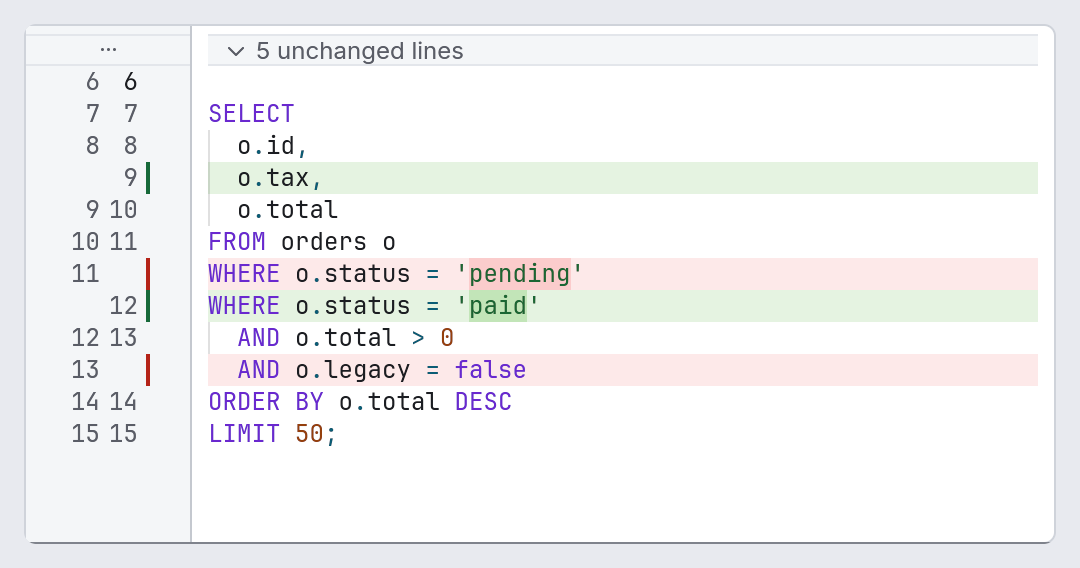 ... 5 unchanged lines
6 6
7 7 SELECT
8 8   o.id,
9   o.tax,
9 10   o.total
10 11 FROM orders o
11 WHERE o.status = 'pending'
12 WHERE o.status = 'paid'
12 13   AND o.total > 0
13   AND o.legacy = false
14 14 ORDER BY o.total DESC
15 15 LIMIT 50;